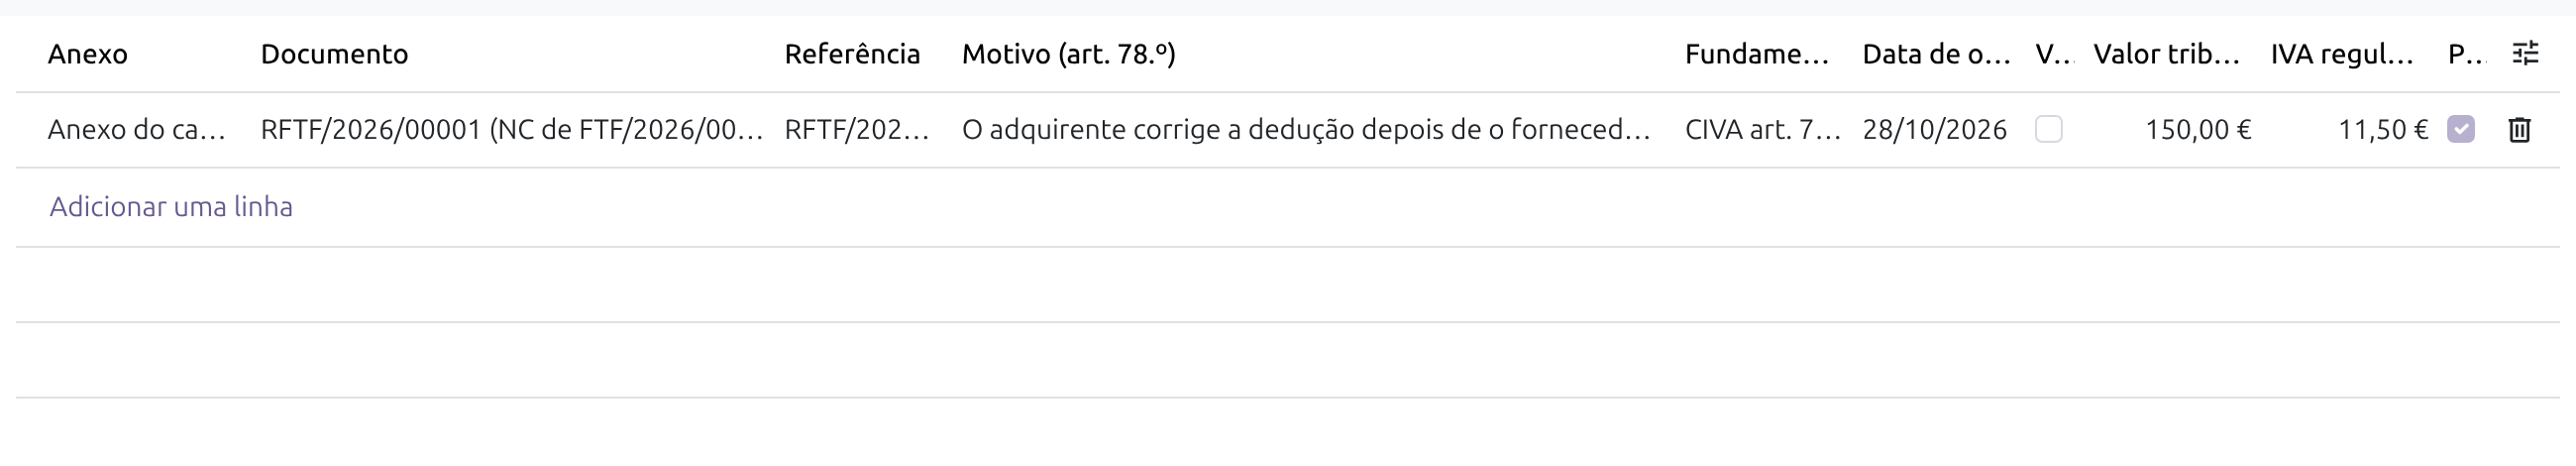 Anexo Documento Referência Motivo (art. 78.º) Fundame... Data de o... V... Valor trib... IVA regul... P...
Anexo do ca... RFTF/2026/00001 (NC de FTF/2026/00... RFTF/202... O adquirente corrige a dedução depois de o forneced... CIVA art. 7... 28/10/2026 150,00 € 11,50 €
Adicionar uma linha